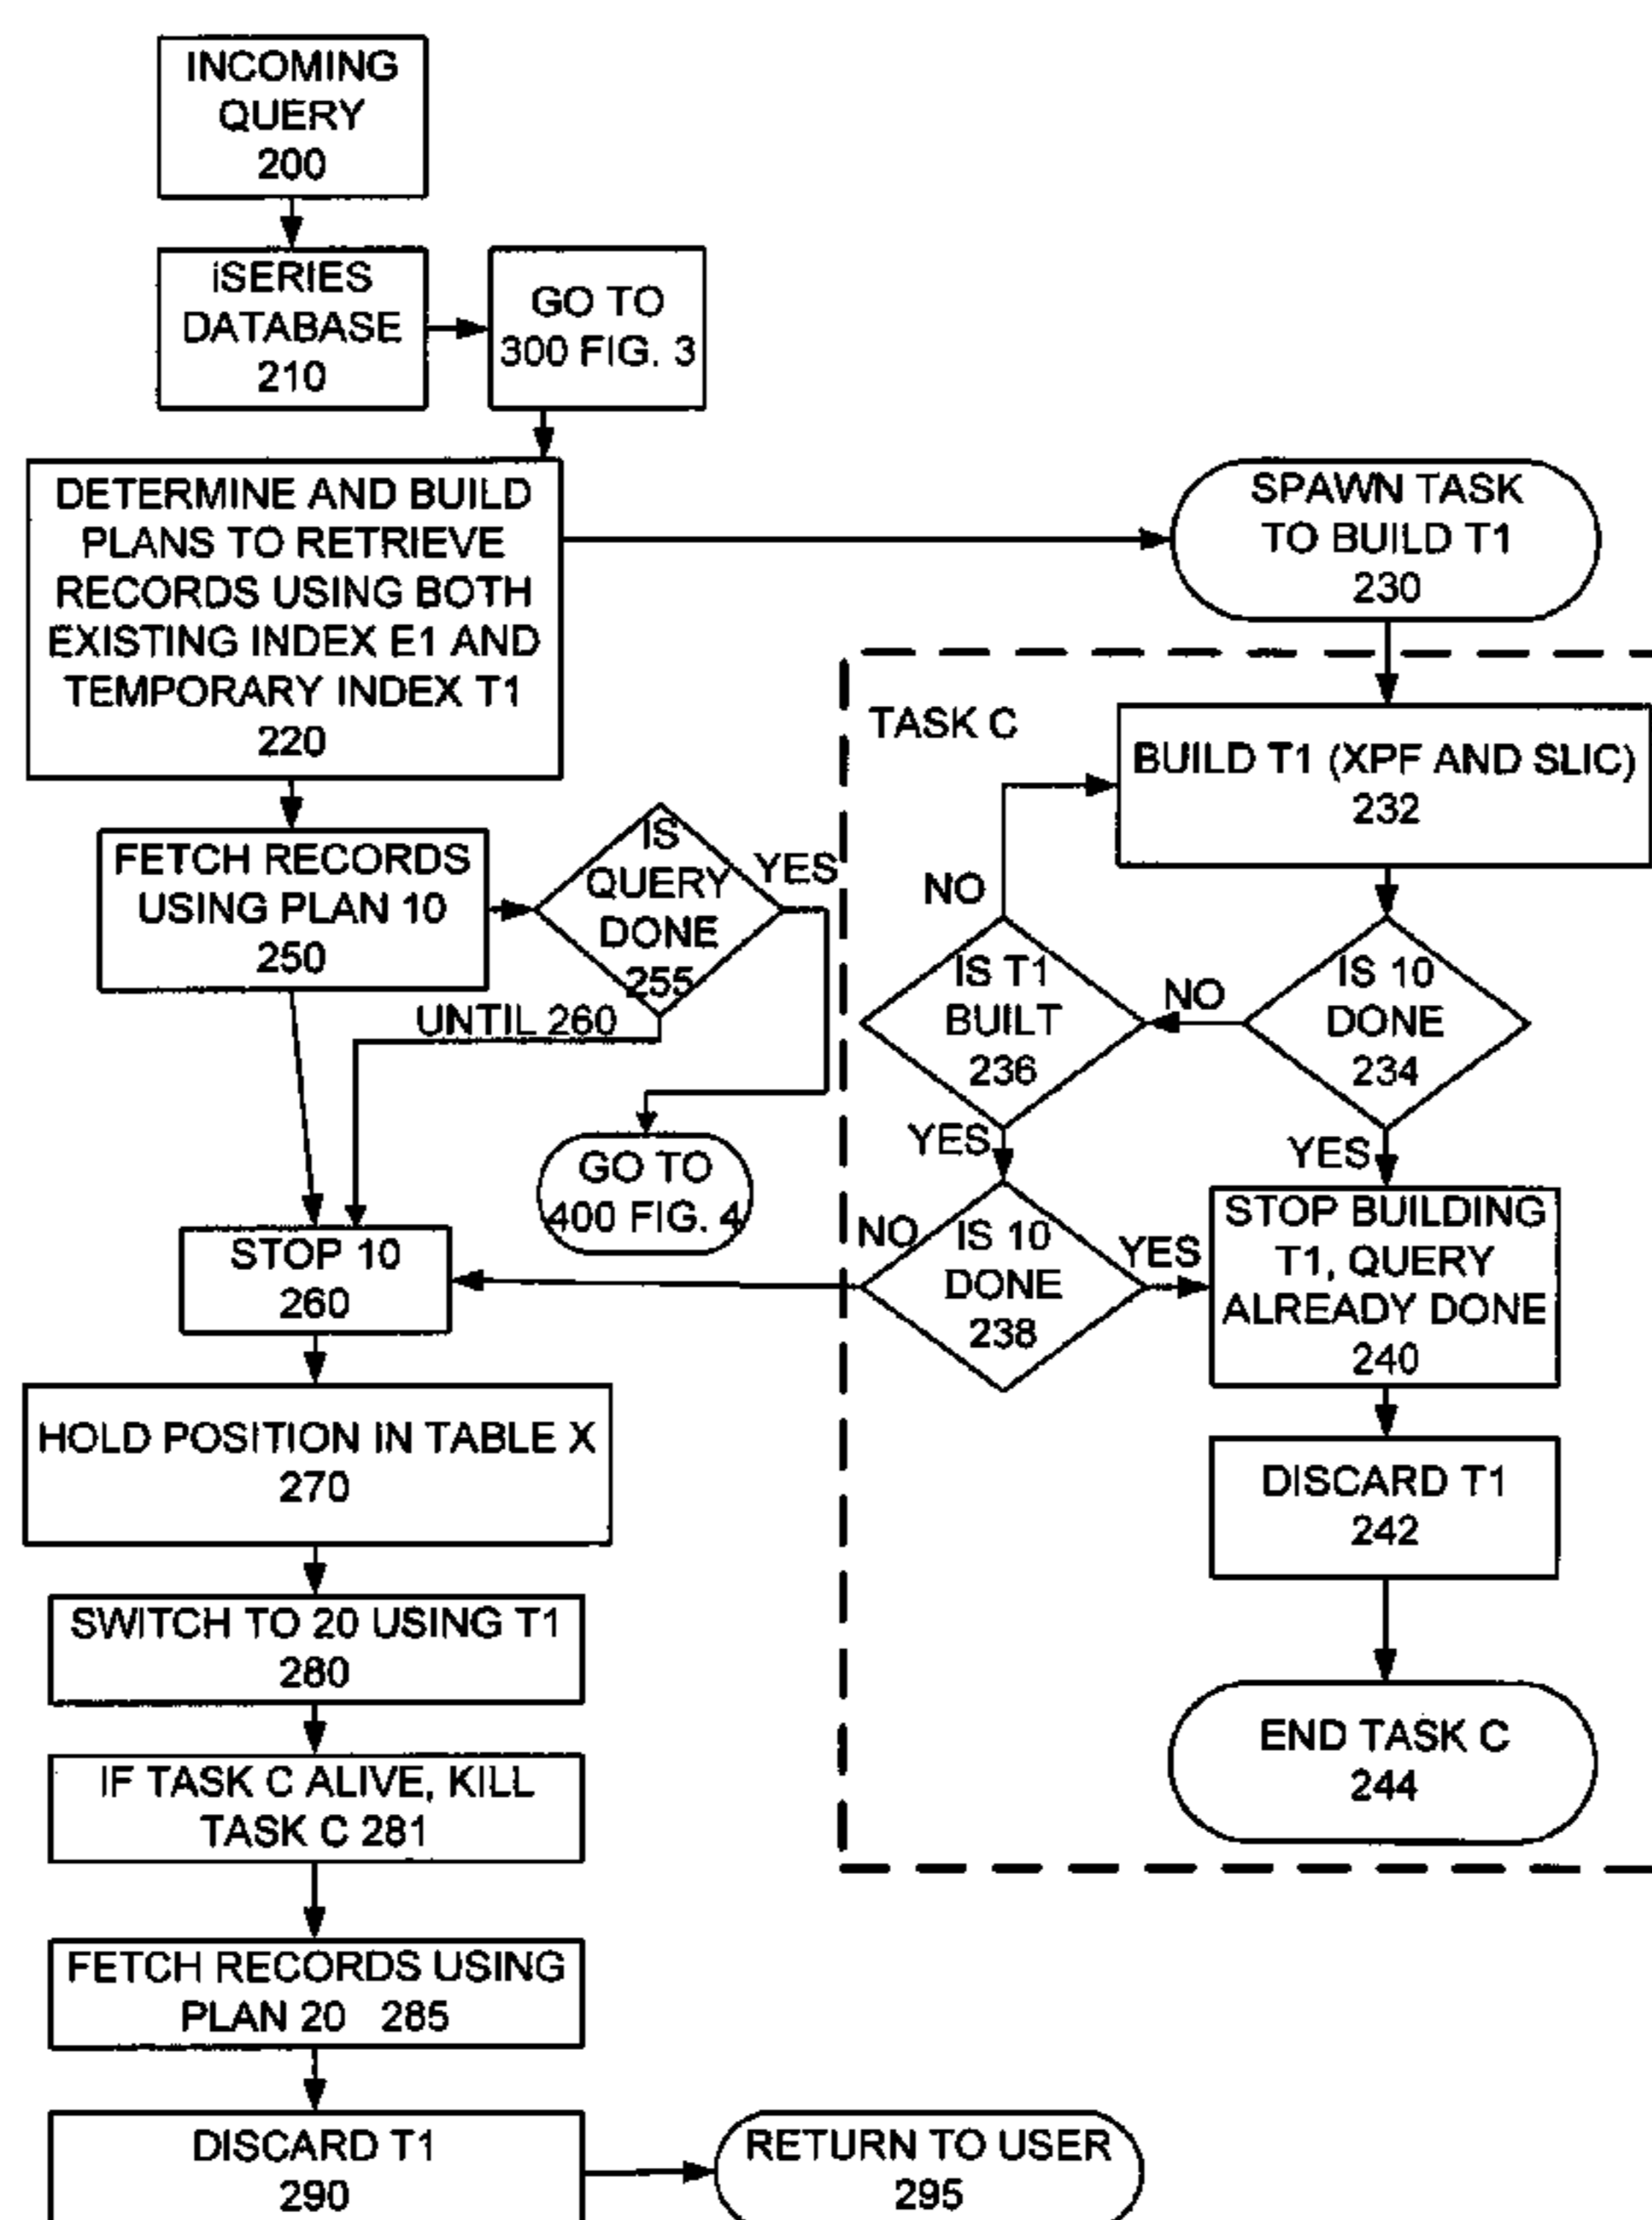 INCOMING
QUERY
200
iSERIES
DATABASE
210
GO TO
300 FIG. 3
DETERMINE AND BUILD
PLANS TO RETRIEVE
RECORDS USING BOTH
EXISTING INDEX E1 AND
TEMPORARY INDEX T1
220
SPAWN TASK
TO BUILD T1
230
TASK C
BUILD T1 (XPF AND SLIC)
232
FETCH RECORDS
USING PLAN 10
250
IS
QUERY
DONE
255
YES
UNTIL 260
NO
IS T1
BUILT
236
NO
IS 10
DONE
234
YES
YES
GO TO
400 FIG. 4
STOP 10
260
NO
IS 10
DONE
238
YES
STOP BUILDING
T1, QUERY
ALREADY DONE
240
HOLD POSITION IN TABLE X
270
DISCARD T1
242
SWITCH TO 20 USING T1
280
END TASK C
244
IF TASK C ALIVE, KILL
TASK C 281
FETCH RECORDS USING
PLAN 20 285
DISCARD T1
290
RETURN TO USER
295